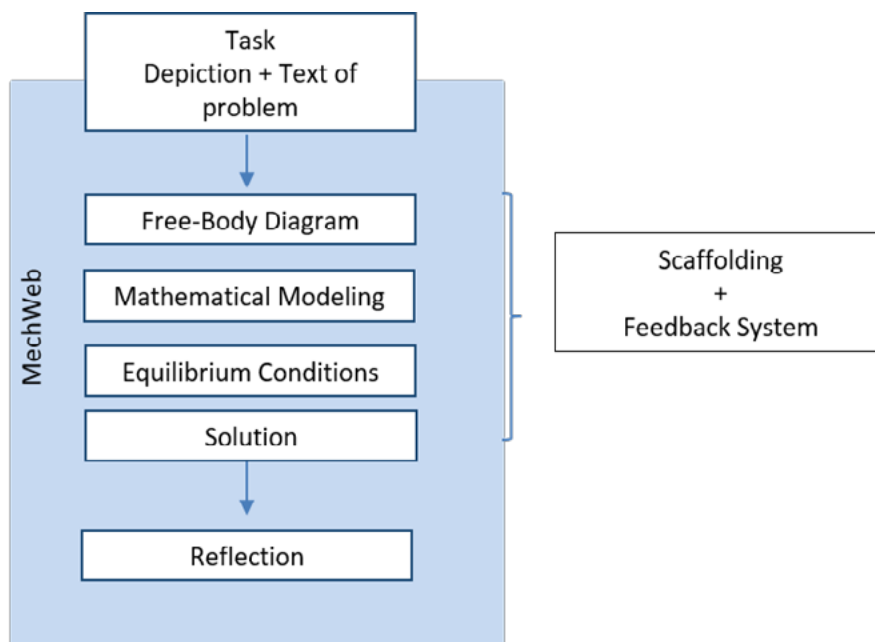 Task
Depiction + Text of
problem
Free-Body Diagram
Mathematical Modeling
Equilibrium Conditions
Solution
Reflection
MechWeb
Scaffolding
+
Feedback System